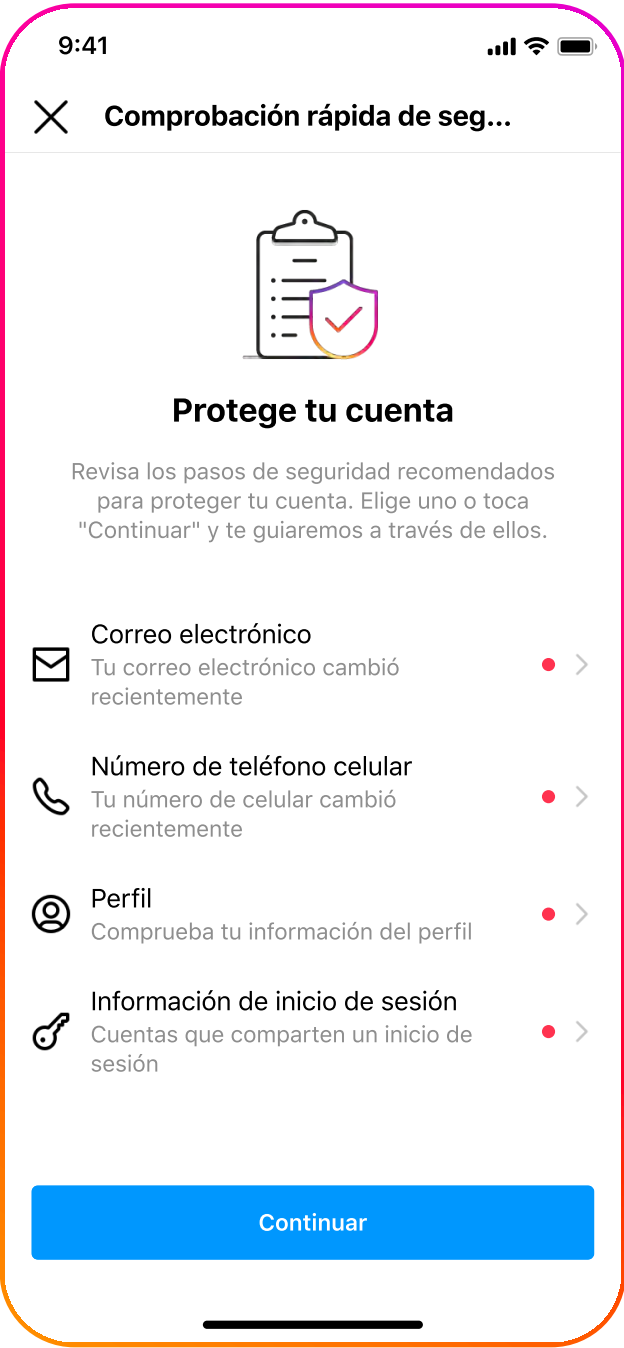 9:41
Comprobación rápida de seg...
Protege tu cuenta
Revisa los pasos de seguridad recomendados
para proteger tu cuenta. Elige uno o toca
"Continuar" y te guiaremos a través de ellos.
Correo electrónico
Tu correo electrónico cambió
recientemente
Número de teléfono celular
Tu número de celular cambió
recientemente
Perfil
Comprueba tu información del perfil
Información de inicio de sesión
Cuentas que comparten un inicio de
sesión
Continuar